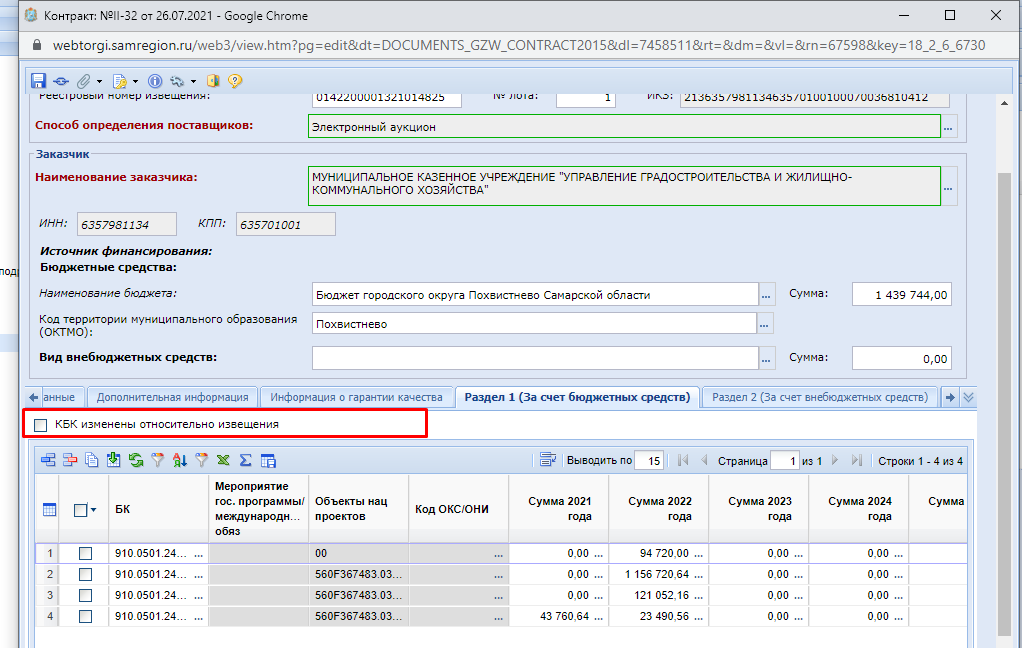 Контракт: №II-32 от 26.07.2021 - Google Chrome
webtorgi.samregion.ru/web3/view.htm?pg=edit&dt=DOCUMENTS_GZW_CONTRACT2015&dl=7458511&rt=&dm=&vl=&rn=67598&key=18_2_6_6730
Реестровый номер извещения: 0142200001321014825 № лота: 1 ИКЗ: 213635798113463570100100070036810412
Способ определения поставщиков: Электронный аукцион ...
Заказчик
Наименование заказчика: МУНИЦИПАЛЬНОЕ КАЗЕННОЕ УЧРЕЖДЕНИЕ "УПРАВЛЕНИЕ ГРАДОСТРОИТЕЛЬСТВА И ЖИЛИЩНО-
КОММУНАЛЬНОГО ХОЗЯЙСТВА" ...
ИНН: 6357981134 КПП: 635701001
Источник финансирования:
Бюджетные средства:
под
Наименование бюджета: Бюджет городского округа Похвистнево Самарской области ... Сумма: 1 439 744,00
Код территории муниципального образования
(ОКТМО): Похвистнево ...
Вид внебюджетных средств: ... Сумма: 0,00
анные Дополнительная информация Информация о гарантии качества Раздел 1 (За счет бюджетных средств) Раздел 2 (За счет внебюджетных средств)
КБК изменены относительно извещения
Выводить по 15 Страница 1 из 1 Строки 1 - 4 из 4
БК Мероприятие гос. программы/ международн... обяз Объекты нац проектов Код ОКС/ОНИ Сумма 2021 года Сумма 2022 года Сумма 2023 года Сумма 2024 года Сумма
1 910.0501.24... ... 00 ... 0,00 ... 94 720,00 ... 0,00 ... 0,00 ...
2 910.0501.24... ... 560F367483.03... ... 0,00 ... 1 156 720,64 ... 0,00 ... 0,00 ...
3 910.0501.24... ... 560F367483.03... ... 0,00 ... 121 052,16 ... 0,00 ... 0,00 ...
4 910.0501.24... ... 560F367483.03... ... 43 760,64 ... 23 490,56 ... 0,00 ... 0,00 ...